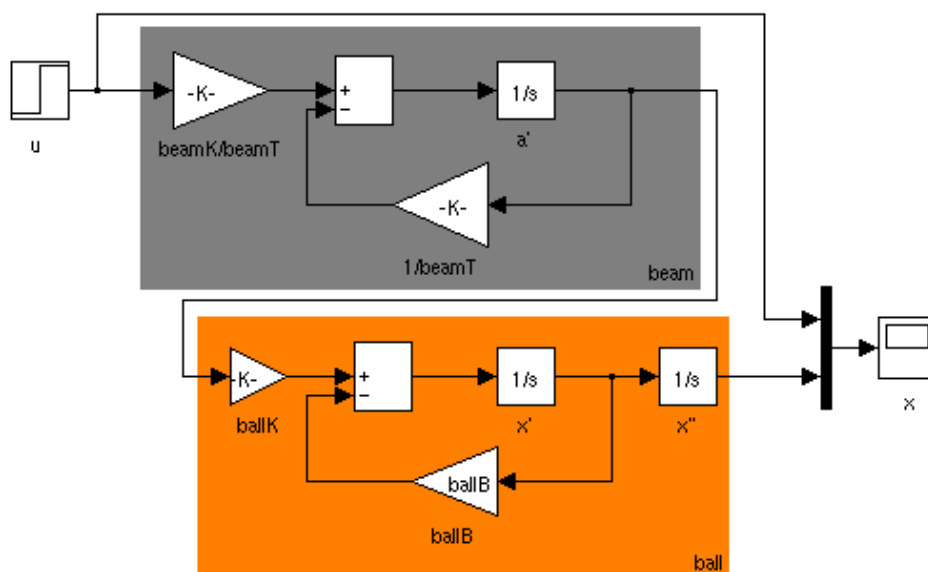 u
-K-
beamK/beamT
+
−
1/s
a'
-K-
1/beamT
beam
-K-
ballK
+
−
1/s
x'
1/s
x''
ballB
ballB
ball
x